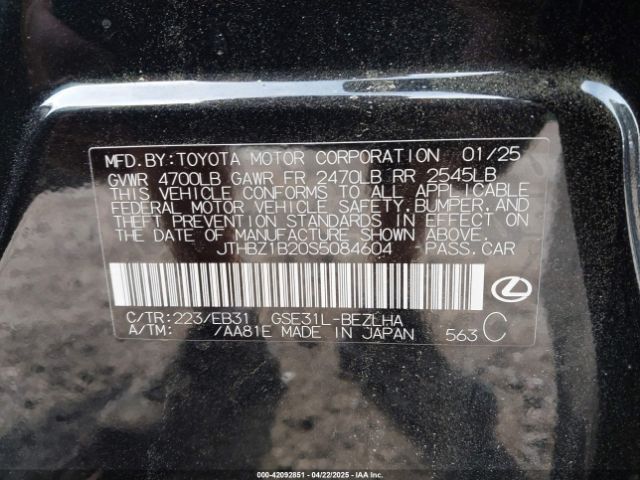 MFD. BY: TOYOTA MOTOR CORPORATION 01/25
GVWR 4700LB GAWR FR 2470LB RR 2545LB
THIS VEHICLE CONFORMS TO ALL APPLICABLE
FEDERAL MOTOR VEHICLE SAFETY, BUMPER, AND
THEFT PREVENTION STANDARDS IN EFFECT ON
THE DATE OF MANUFACTURE SHOWN ABOVE.
JTHBZ1B20S5084604 PASS. CAR
C/TR: 223/EB31 GSE31L-BEZLHA
A/TM: /AA81E MADE IN JAPAN 563 C
000-42092851 | 04/22/2025 | IAAI.COM